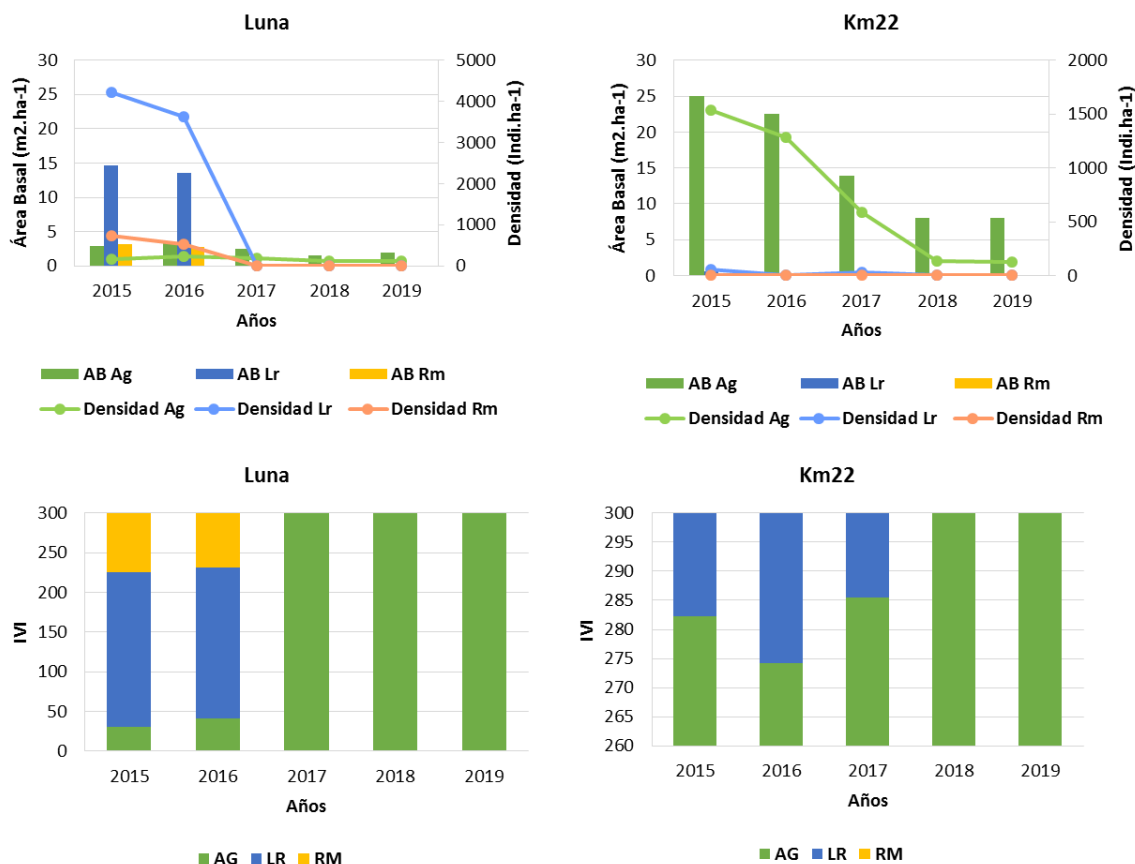 Luna
Área Basal (m2.ha-1)
30
25
20
15
10
5
0
5000
4000
3000
2000
1000
0
Densidad (Indi.ha-1)
2015 2016 2017 2018 2019
Años
AB Ag AB Lr AB Rm
Densidad Ag Densidad Lr Densidad Rm
Km22
Área Basal (m2.ha-1)
30
25
20
15
10
5
0
2000
1500
1000
500
0
Densidad (Indi.ha-1)
2015 2016 2017 2018 2019
Años
AB Ag AB Lr AB Rm
Densidad Ag Densidad Lr Densidad Rm
Luna
IVI
300
250
200
150
100
50
0
2015 2016 2017 2018 2019
Años
AG LR RM
Km22
IVI
300
295
290
285
280
275
270
265
260
2015 2016 2017 2018 2019
Años
AG LR RM